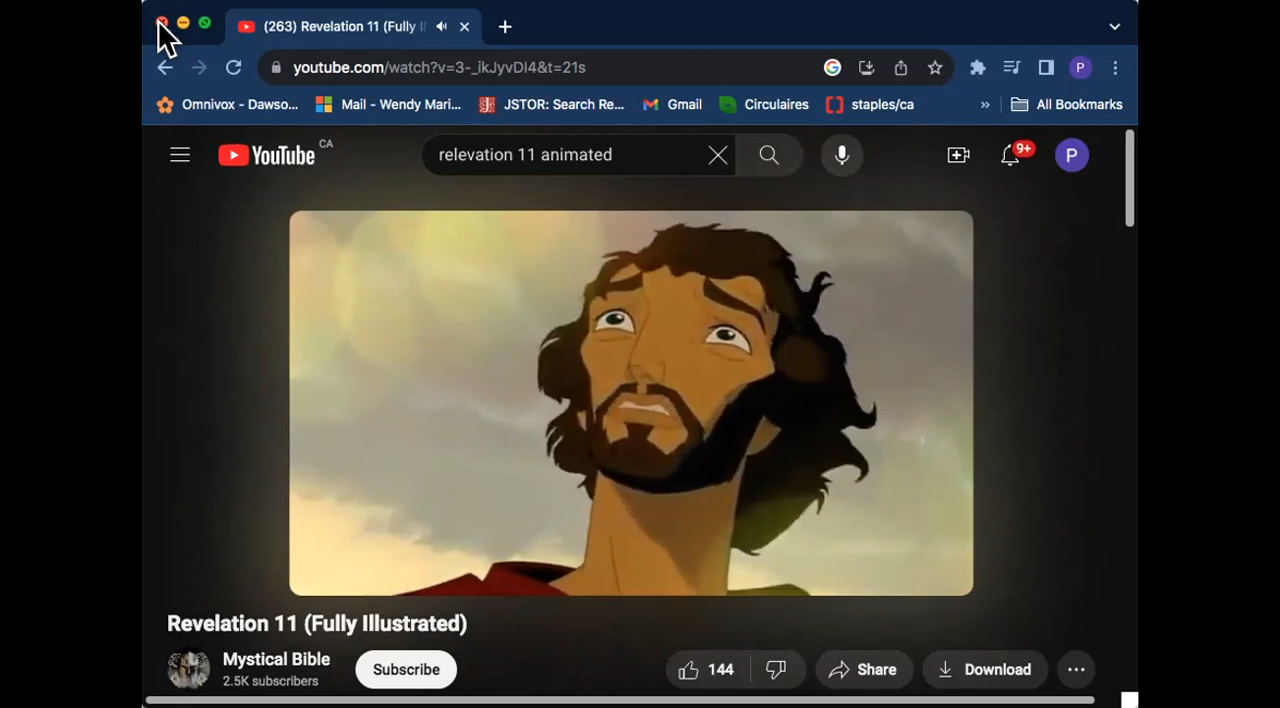 (263) Revelation 11 (Fully Il
youtube.com/watch?v=3-_ikJyvDI4&t=21s
P
Omnivox - Dawso...
Mail - Wendy Mari...
JSTOR: Search Re...
Gmail
Circulaires
staples/ca
»
All Bookmarks
YouTube CA
relevation 11 animated
9+
P
Revelation 11 (Fully Illustrated)
Mystical Bible
2.5K subscribers
Subscribe
144
Share
Download